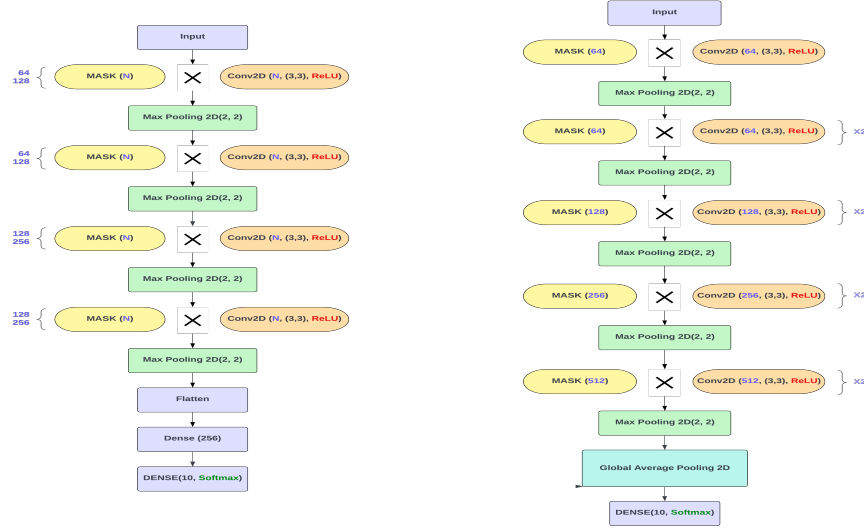 Input
64
128
MASK (N)
Conv2D (N, (3,3), ReLU)
Max Pooling 2D(2, 2)
64
128
MASK (N)
Conv2D (N, (3,3), ReLU)
Max Pooling 2D(2, 2)
128
256
MASK (N)
Conv2D (N, (3,3), ReLU)
Max Pooling 2D(2, 2)
128
256
MASK (N)
Conv2D (N, (3,3), ReLU)
Max Pooling 2D(2, 2)
Flatten
Dense (256)
DENSE(10, Softmax)
Input
MASK (64)
Conv2D (64, (3,3), ReLU)
Max Pooling 2D(2, 2)
MASK (64)
Conv2D (64, (3,3), ReLU)
X2
Max Pooling 2D(2, 2)
MASK (128)
Conv2D (128, (3,3), ReLU)
X2
Max Pooling 2D(2, 2)
MASK (256)
Conv2D (256, (3,3), ReLU)
X2
Max Pooling 2D(2, 2)
MASK (512)
Conv2D (512, (3,3), ReLU)
X2
Max Pooling 2D(2, 2)
Global Average Pooling 2D
DENSE(10, Softmax)